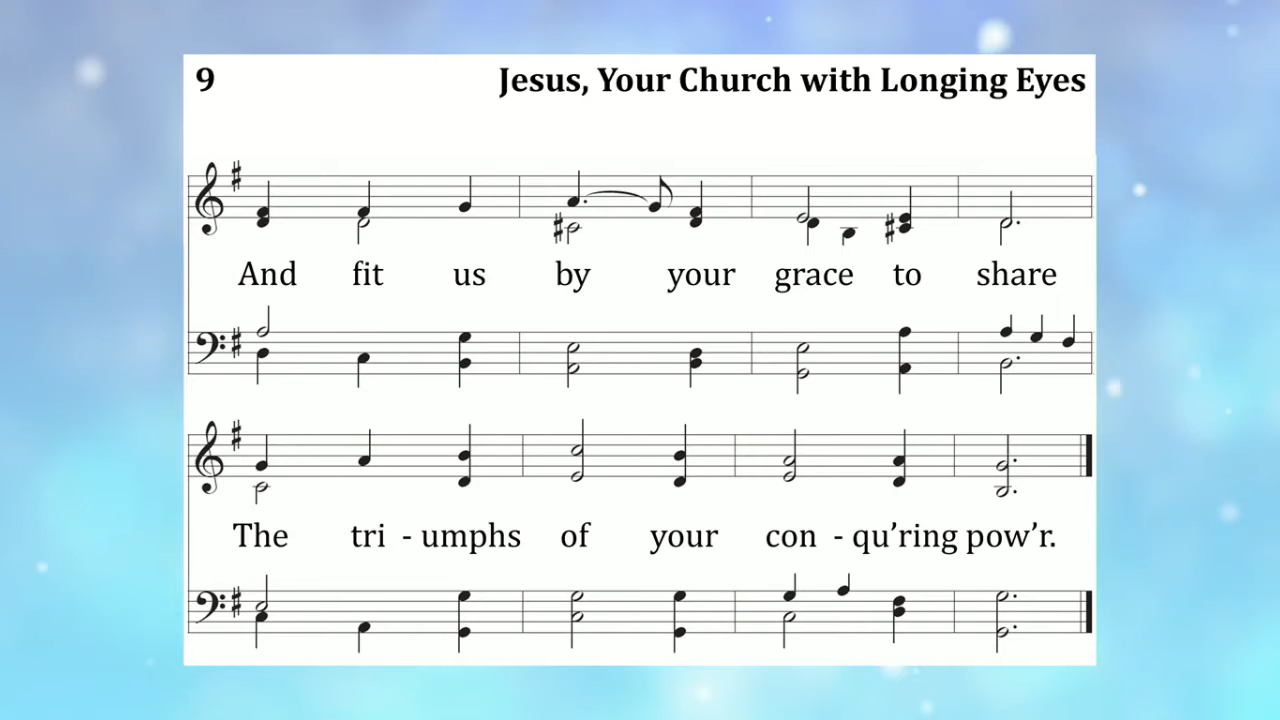 9 Jesus, Your Church with Longing Eyes
And fit us by your grace to share
The tri - umphs of your con - qu’ring pow’r.